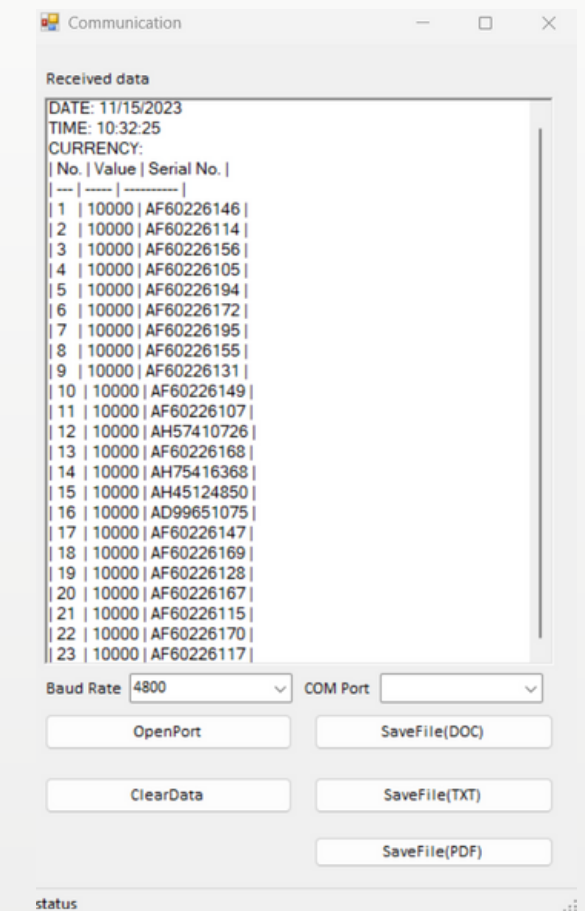 Communication
Received data
DATE: 11/15/2023
TIME: 10:32:25
CURRENCY:
| No. | Value | Serial No. |
| --- | ----- | ---------- |
| 1 | 10000 | AF60226146 |
| 2 | 10000 | AF60226114 |
| 3 | 10000 | AF60226156 |
| 4 | 10000 | AF60226105 |
| 5 | 10000 | AF60226194 |
| 6 | 10000 | AF60226172 |
| 7 | 10000 | AF60226195 |
| 8 | 10000 | AF60226155 |
| 9 | 10000 | AF60226131 |
| 10 | 10000 | AF60226149 |
| 11 | 10000 | AF60226107 |
| 12 | 10000 | AH57410726 |
| 13 | 10000 | AF60226168 |
| 14 | 10000 | AH75416368 |
| 15 | 10000 | AH45124850 |
| 16 | 10000 | AD99651075 |
| 17 | 10000 | AF60226147 |
| 18 | 10000 | AF60226169 |
| 19 | 10000 | AF60226128 |
| 20 | 10000 | AF60226167 |
| 21 | 10000 | AF60226115 |
| 22 | 10000 | AF60226170 |
| 23 | 10000 | AF60226117 |
Baud Rate 4800 COM Port
OpenPort SaveFile(DOC)
ClearData SaveFile(TXT)
SaveFile(PDF)
status